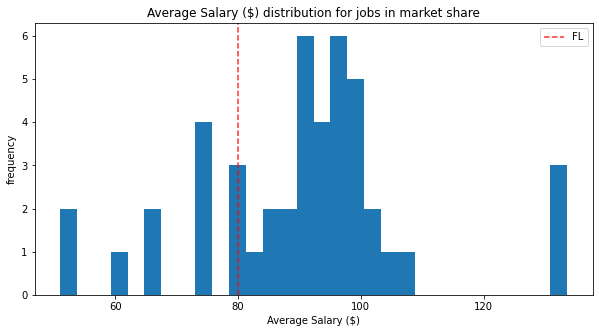 Average Salary ($) distribution for jobs in market share
FL
6
5
4
3
2
1
0
frequency
60
80
100
120
Average Salary ($)